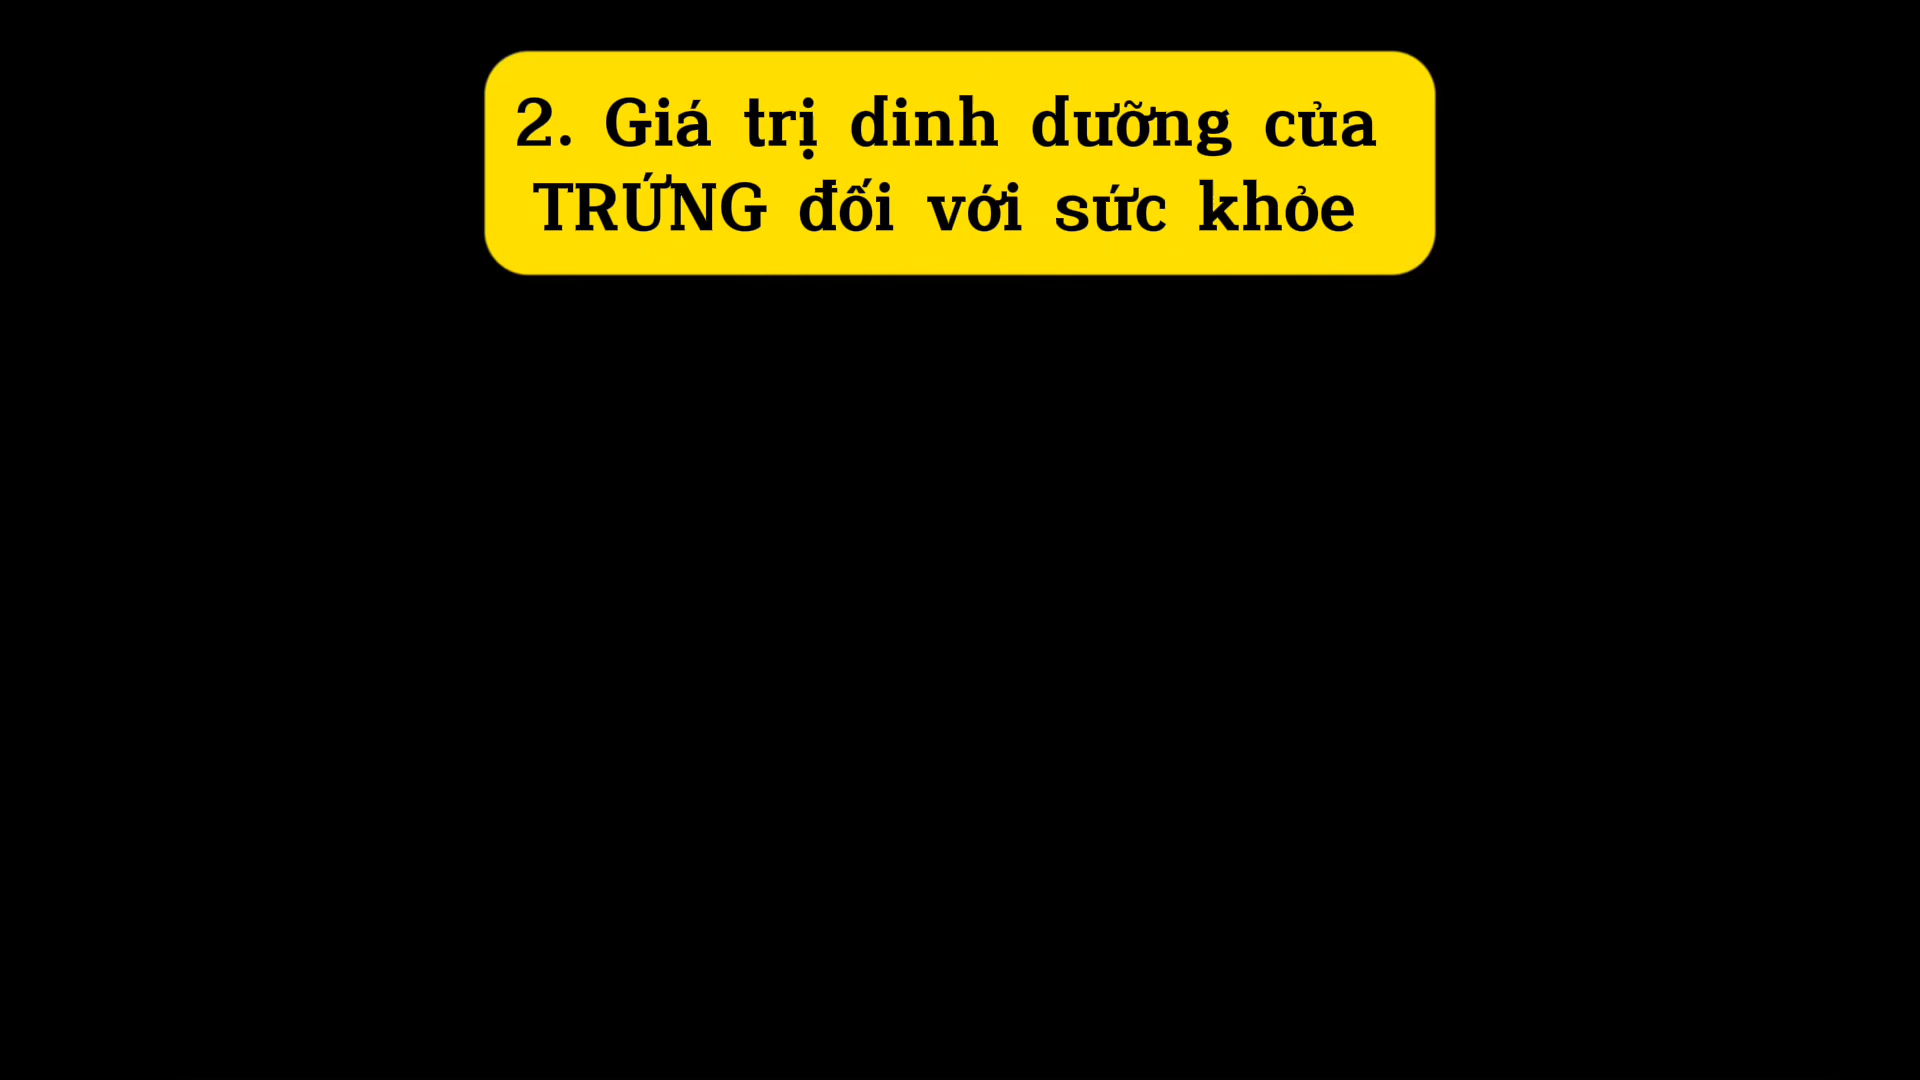 2. Giá trị dinh dưỡng của
TRỨNG đối với sức khỏe